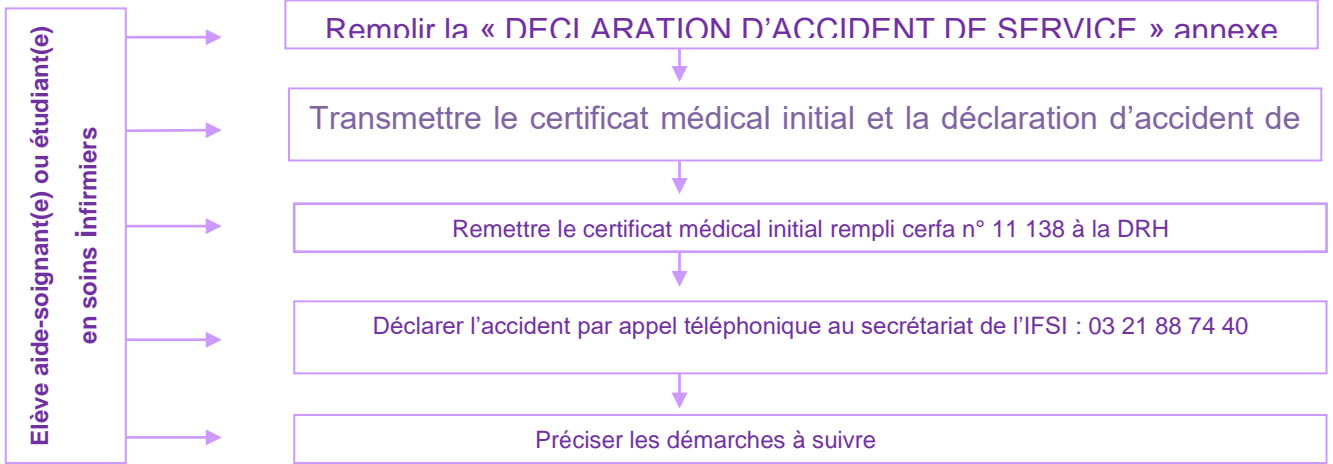 Elève aide-soignant(e) ou étudiant(e)
en soins infirmiers
Remplir la « DECLARATION D’ACCIDENT DE SERVICE » annexe
Transmettre le certificat médical initial et la déclaration d’accident de
Remettre le certificat médical initial rempli cerfa n° 11 138 à la DRH
Déclarer l’accident par appel téléphonique au secrétariat de l’IFSI : 03 21 88 74 40
Préciser les démarches à suivre